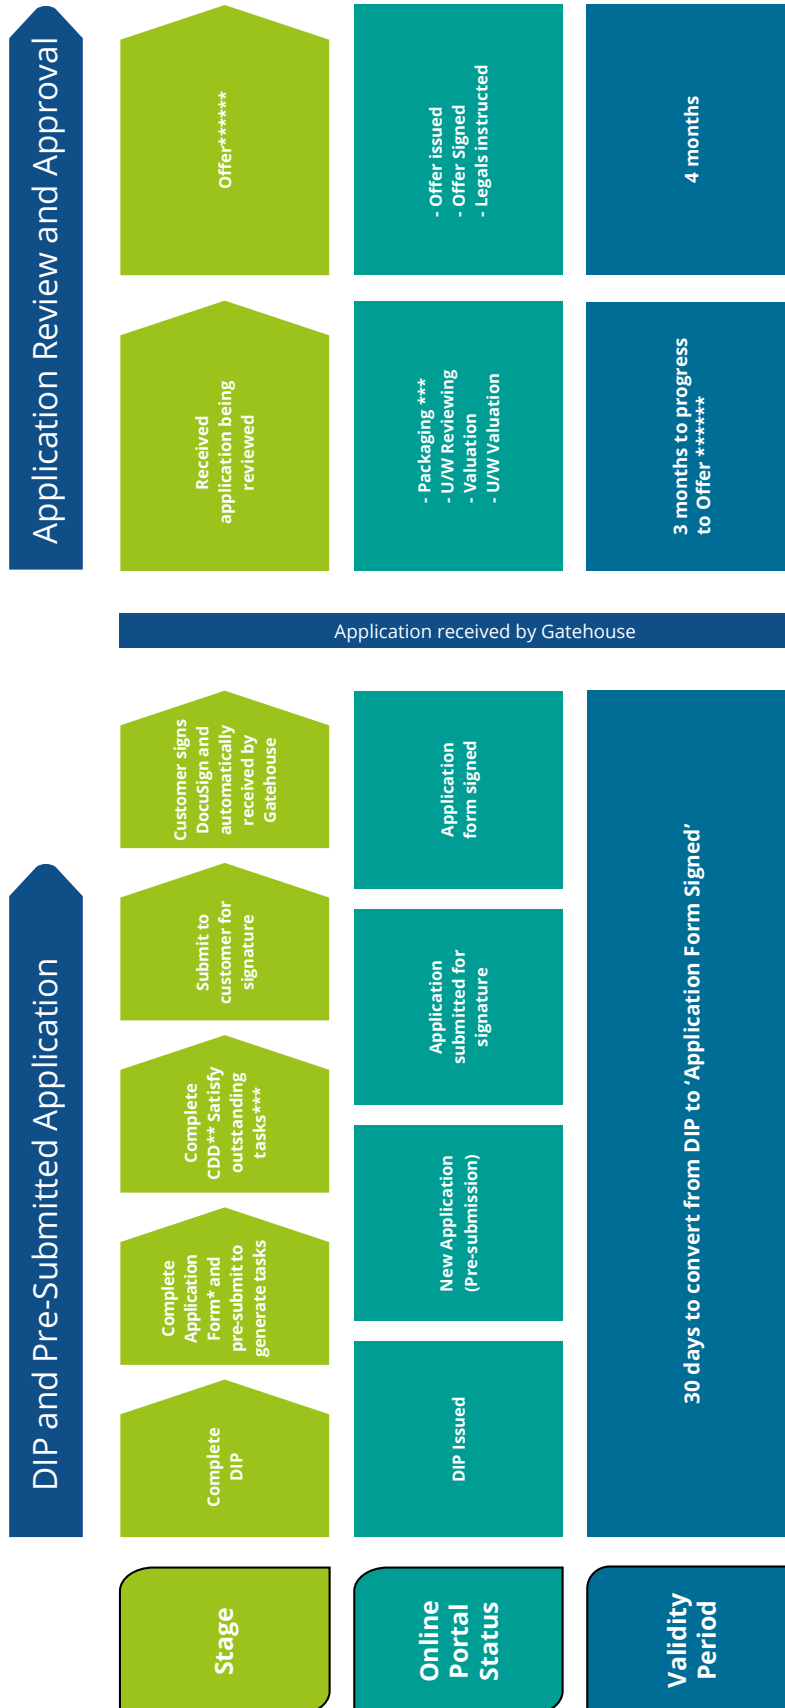 DIP and Pre-Submitted Application
Application Review and Approval
Stage
Complete
DIP
Complete
Application
Form* and
pre-submit to
generate tasks
Complete
CDD** Satisfy
outstanding
tasks***
Submit to
customer for
signature
Customer signs
DocuSign and
automatically
received by
Gatehouse
Application received by Gatehouse
Received
application being
reviewed
Offer******
Online
Portal
Status
DIP Issued
New Application
(Pre-submission)
Application
submitted for
signature
Application
form signed
- Packaging ***
- U/W Reviewing
- Valuation
- U/W Valuation
- Offer issued
- Offer Signed
- Legals instructed
Validity
Period
30 days to convert from DIP to ‘Application Form Signed’
3 months to progress
to Offer ******
4 months